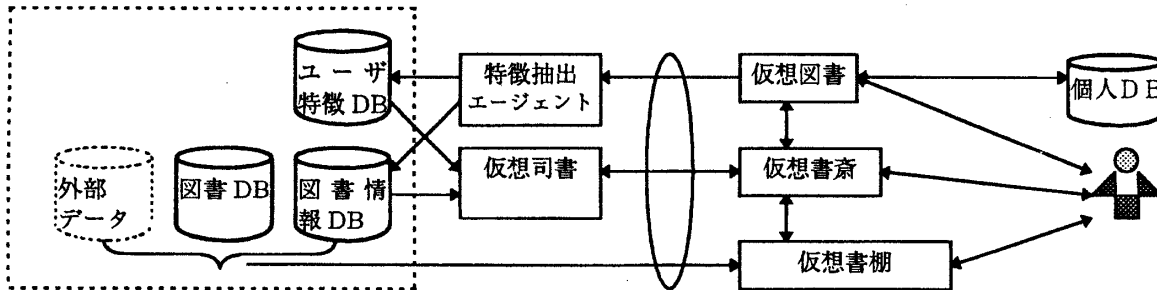 ユーザ
特徴DB
特徴抽出
エージェント
仮想図書
個人DB
外部
データ
図書DB
図書情
報DB
仮想司書
仮想書斎
仮想書棚